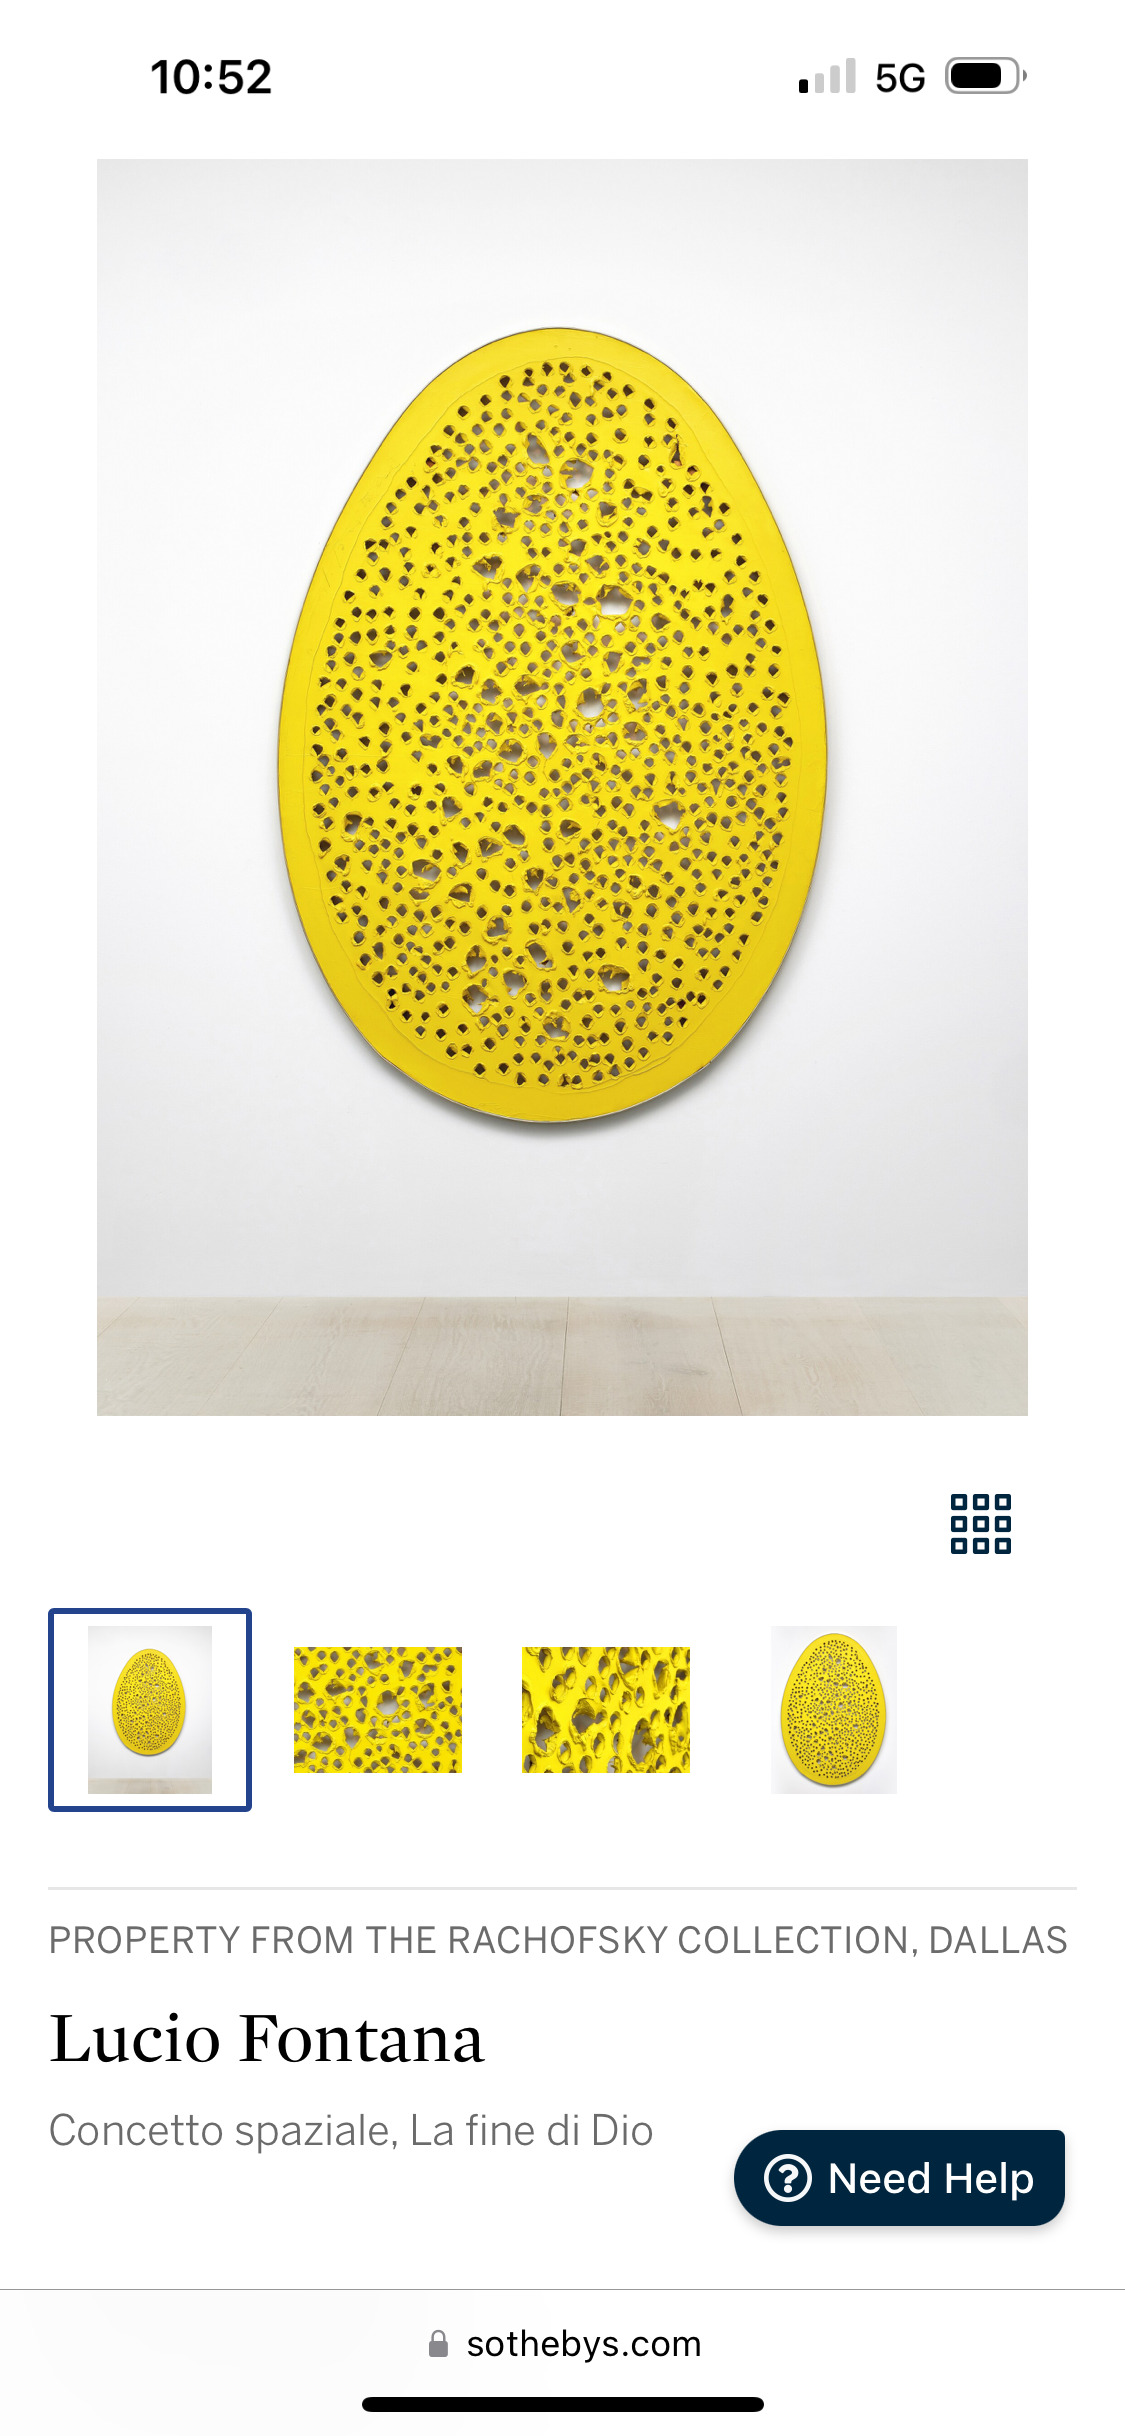 10:52
5G
PROPERTY FROM THE RACHOFSKY COLLECTION, DALLAS
Lucio Fontana
Concetto spaziale, La fine di Dio
Need Help
sothebys.com